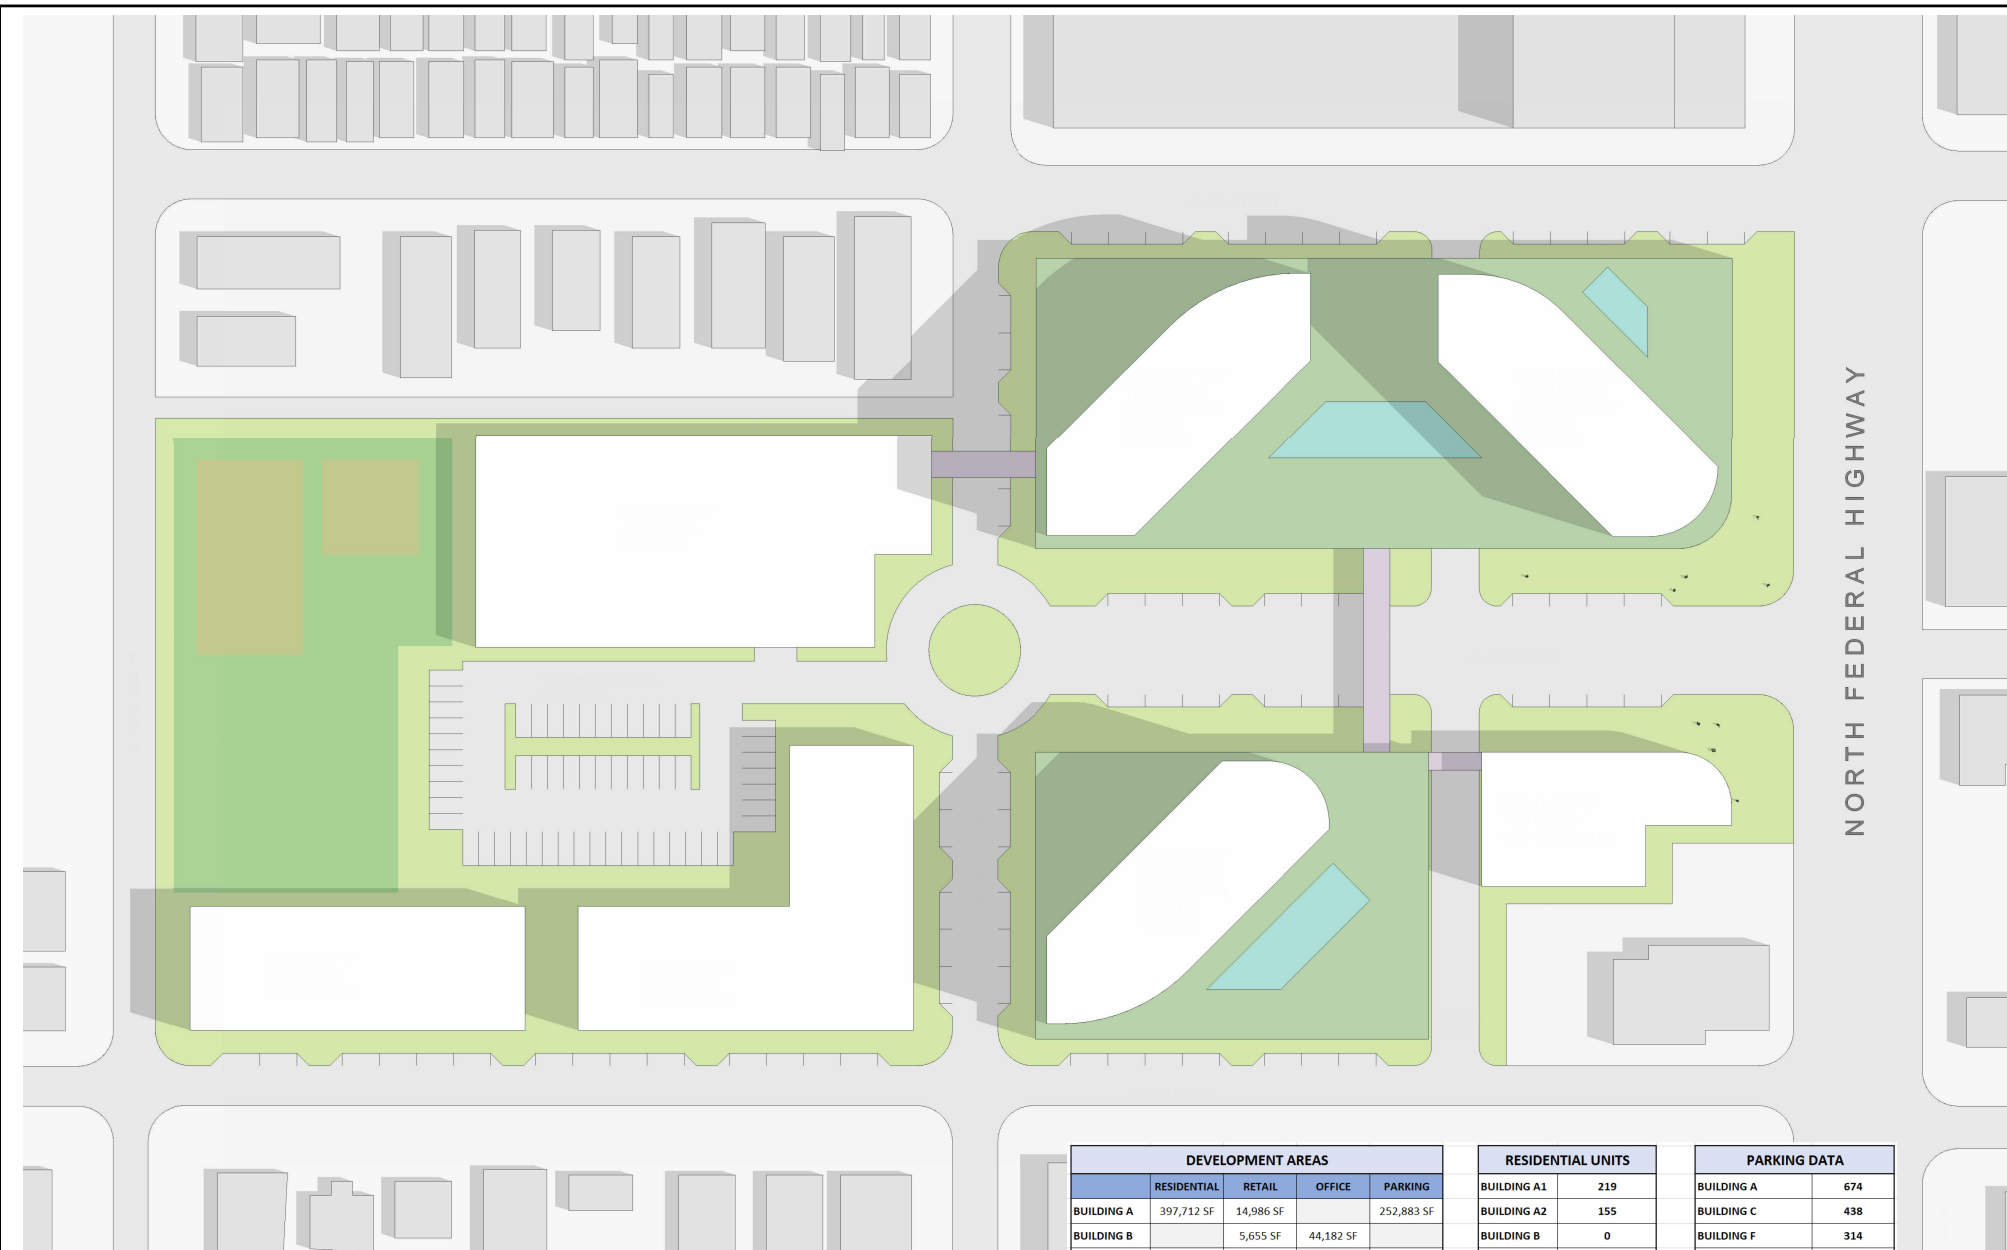 NORTH FEDERAL HIGHWAY
DEVELOPMENT AREAS
RESIDENTIAL RETAIL OFFICE PARKING
BUILDING A 397,712 SF 14,986 SF 252,883 SF
BUILDING B 5,655 SF 44,182 SF
RESIDENTIAL UNITS
BUILDING A1 219
BUILDING A2 155
BUILDING B 0
PARKING DATA
BUILDING A 674
BUILDING C 438
BUILDING F 314